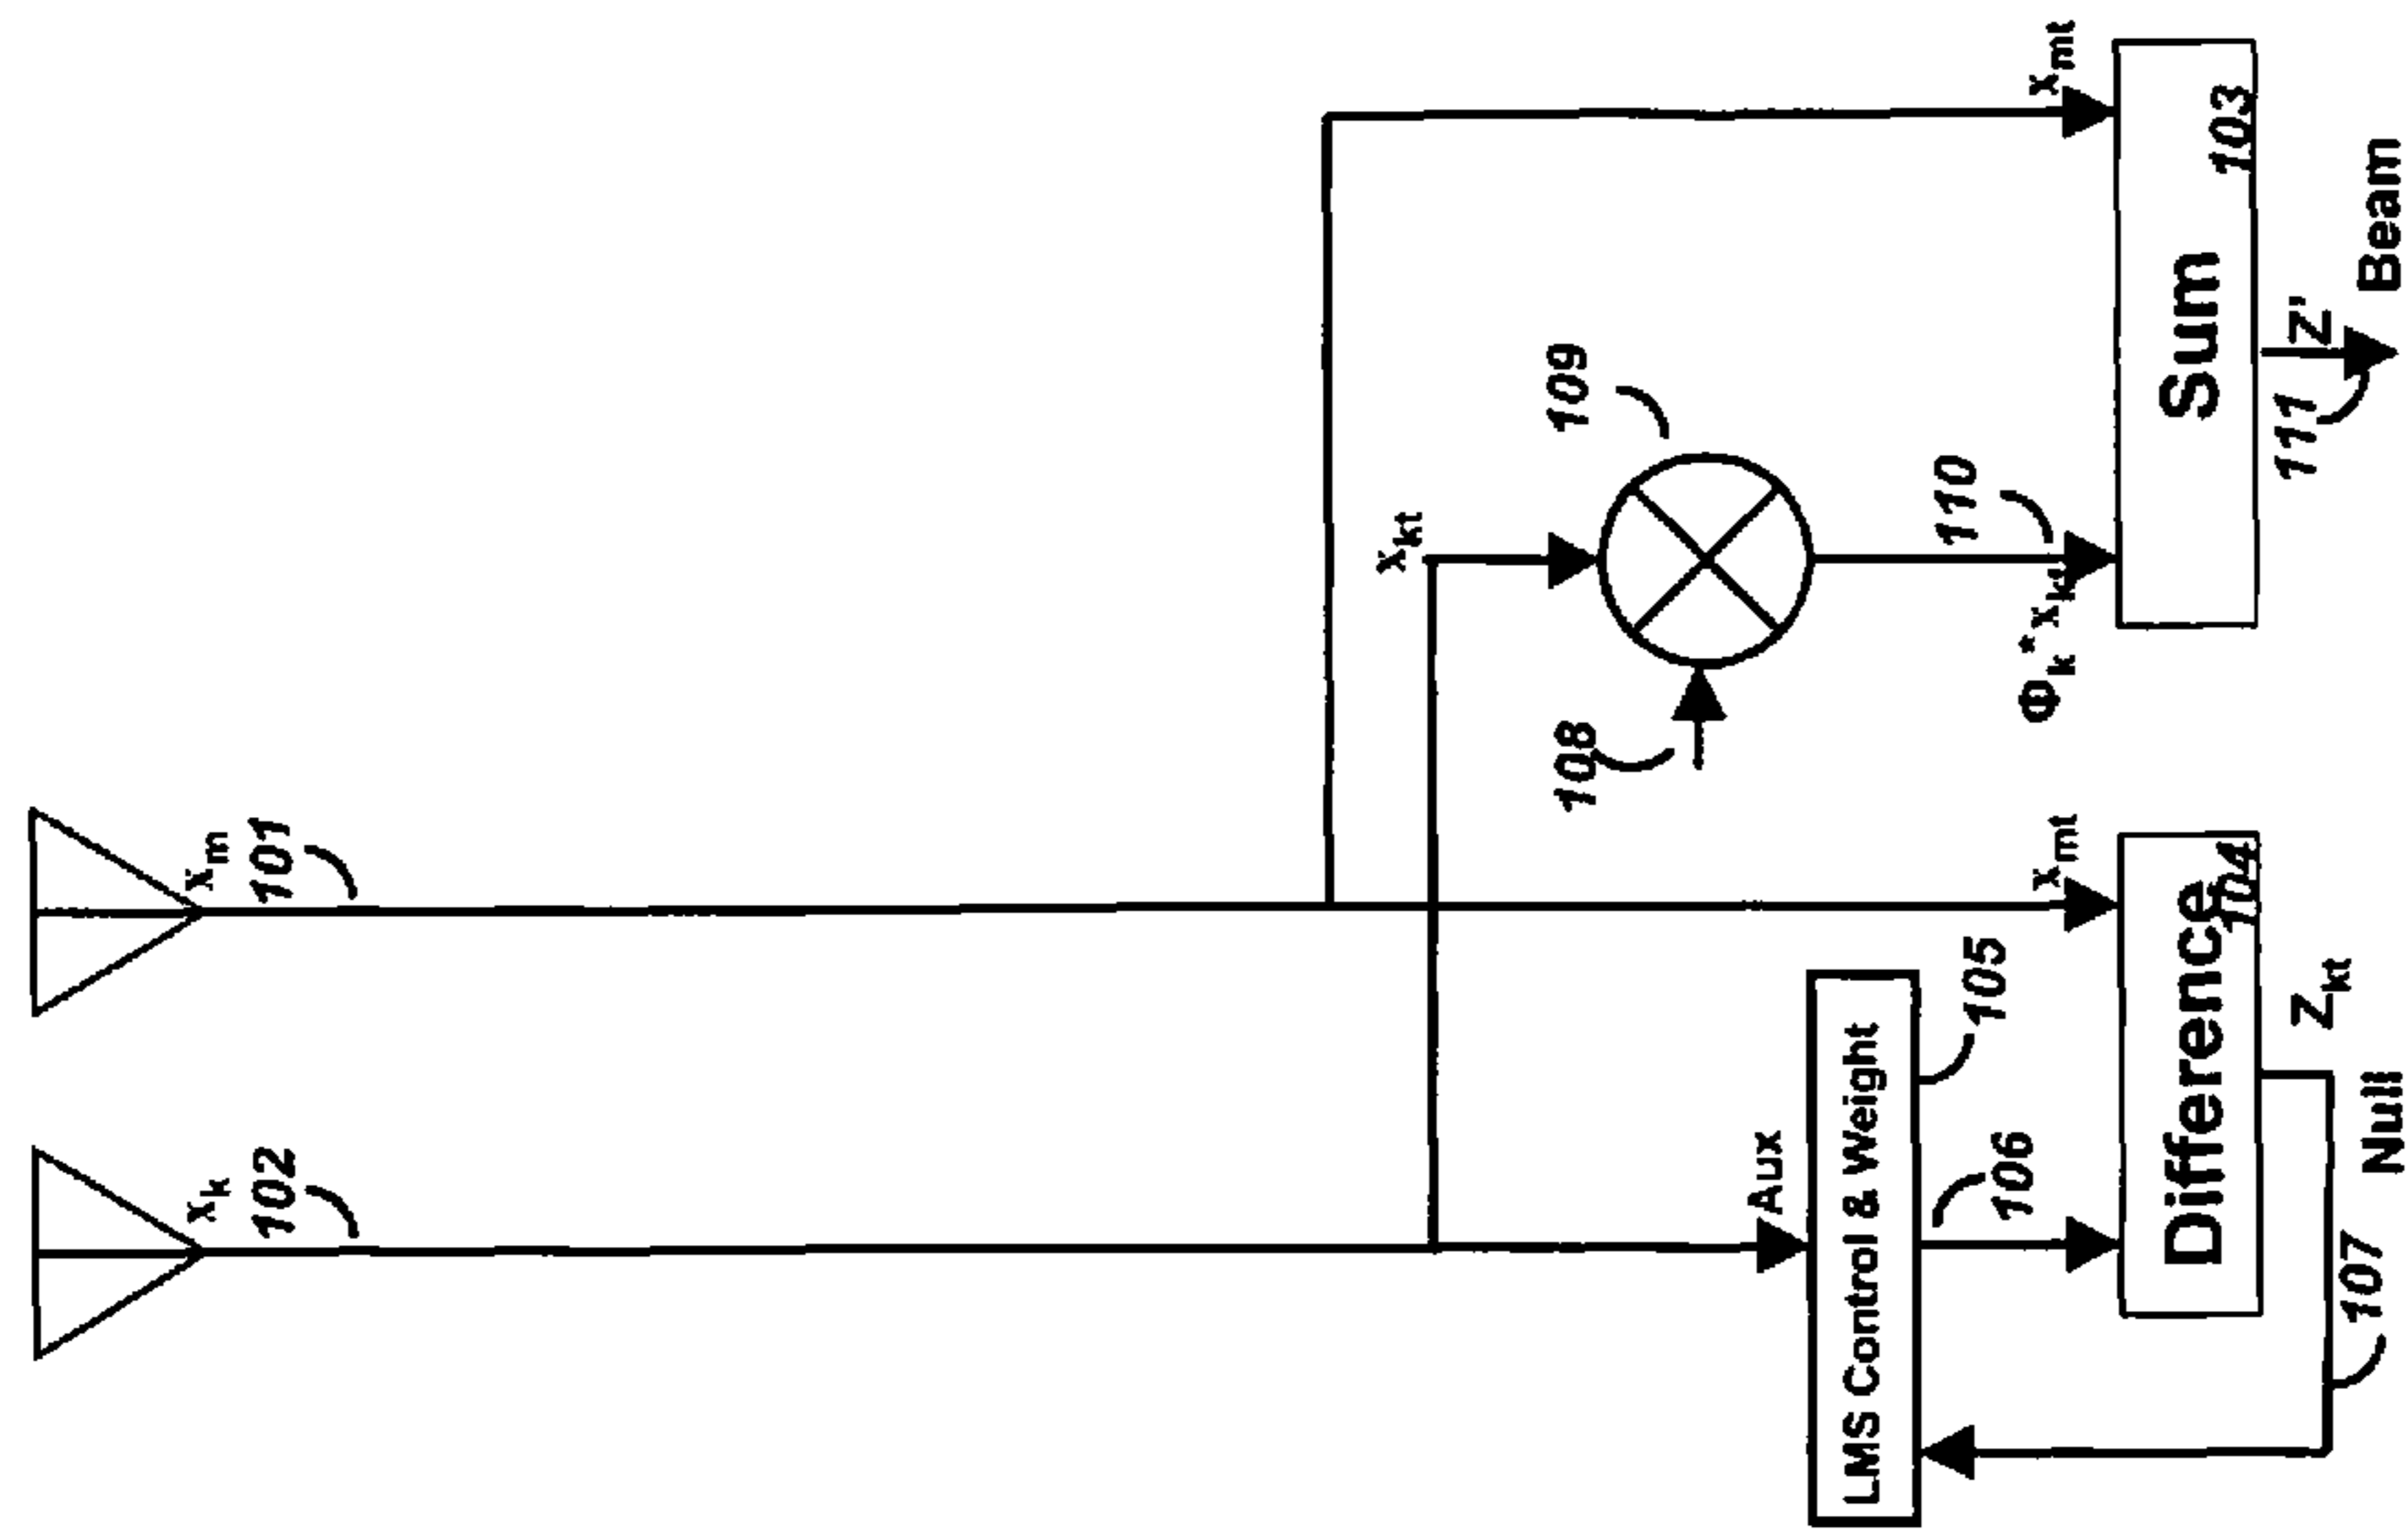 x_k
102
x_m
101
x_kt
109
108
Aux
LMS Control & Weight
105
106
110
Φ_k*x_kt
x_mt
x_mt
Difference
104
Sum
103
Z_kt
107
Null
111
Z'
Beam